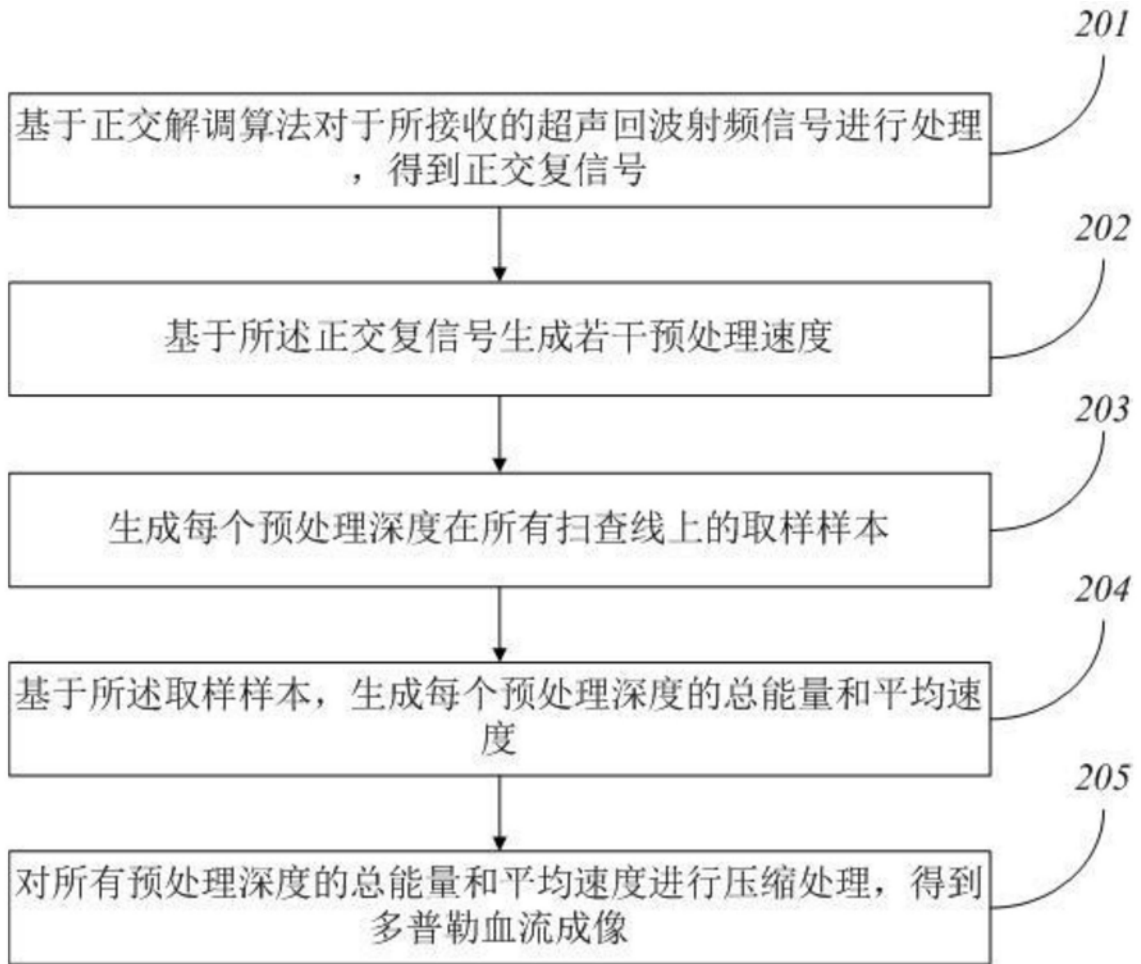 201
基于正交解调算法对于所接收的超声回波射频信号进行处理
，得到正交复信号
202
基于所述正交复信号生成若干预处理速度
203
生成每个预处理深度在所有扫查线上的取样样本
204
基于所述取样样本，生成每个预处理深度的总能量和平均速
度
205
对所有预处理深度的总能量和平均速度进行压缩处理，得到
多普勒血流成像